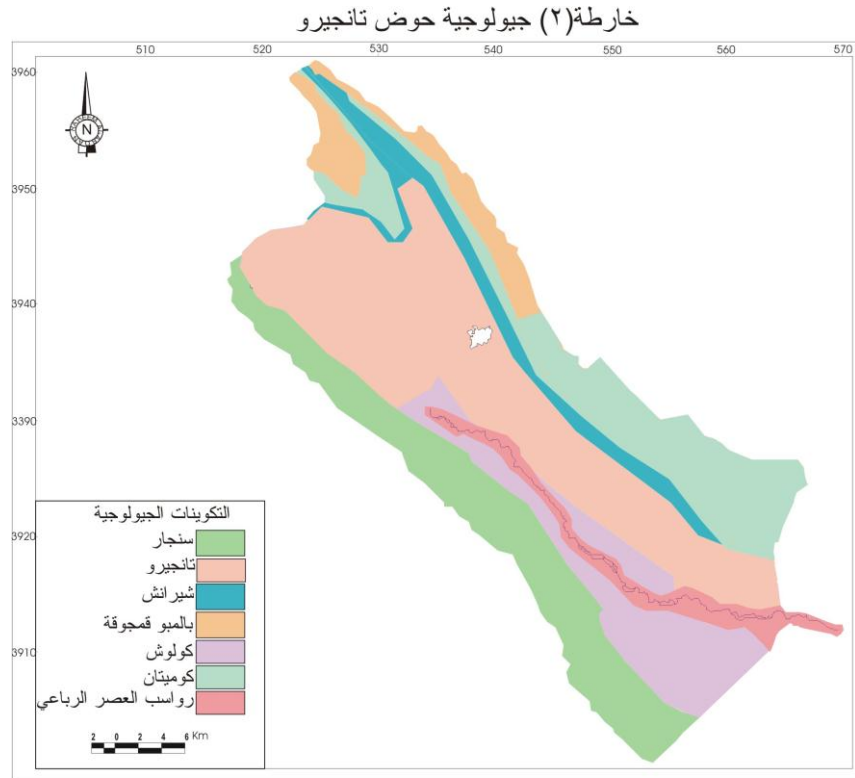 خارطة(٢) جيولوجية حوض تانجيرو
510 520 530 540 550 560 570
3960
N
3950
3940
3390
3920
3910
التكوينات الجيولوجية
سنجار
تانجيرو
شيرانش
بالمبو قمجوقة
كولوش
كوميتان
رواسب العصر الرباعي
2 0 2 4 6 Km